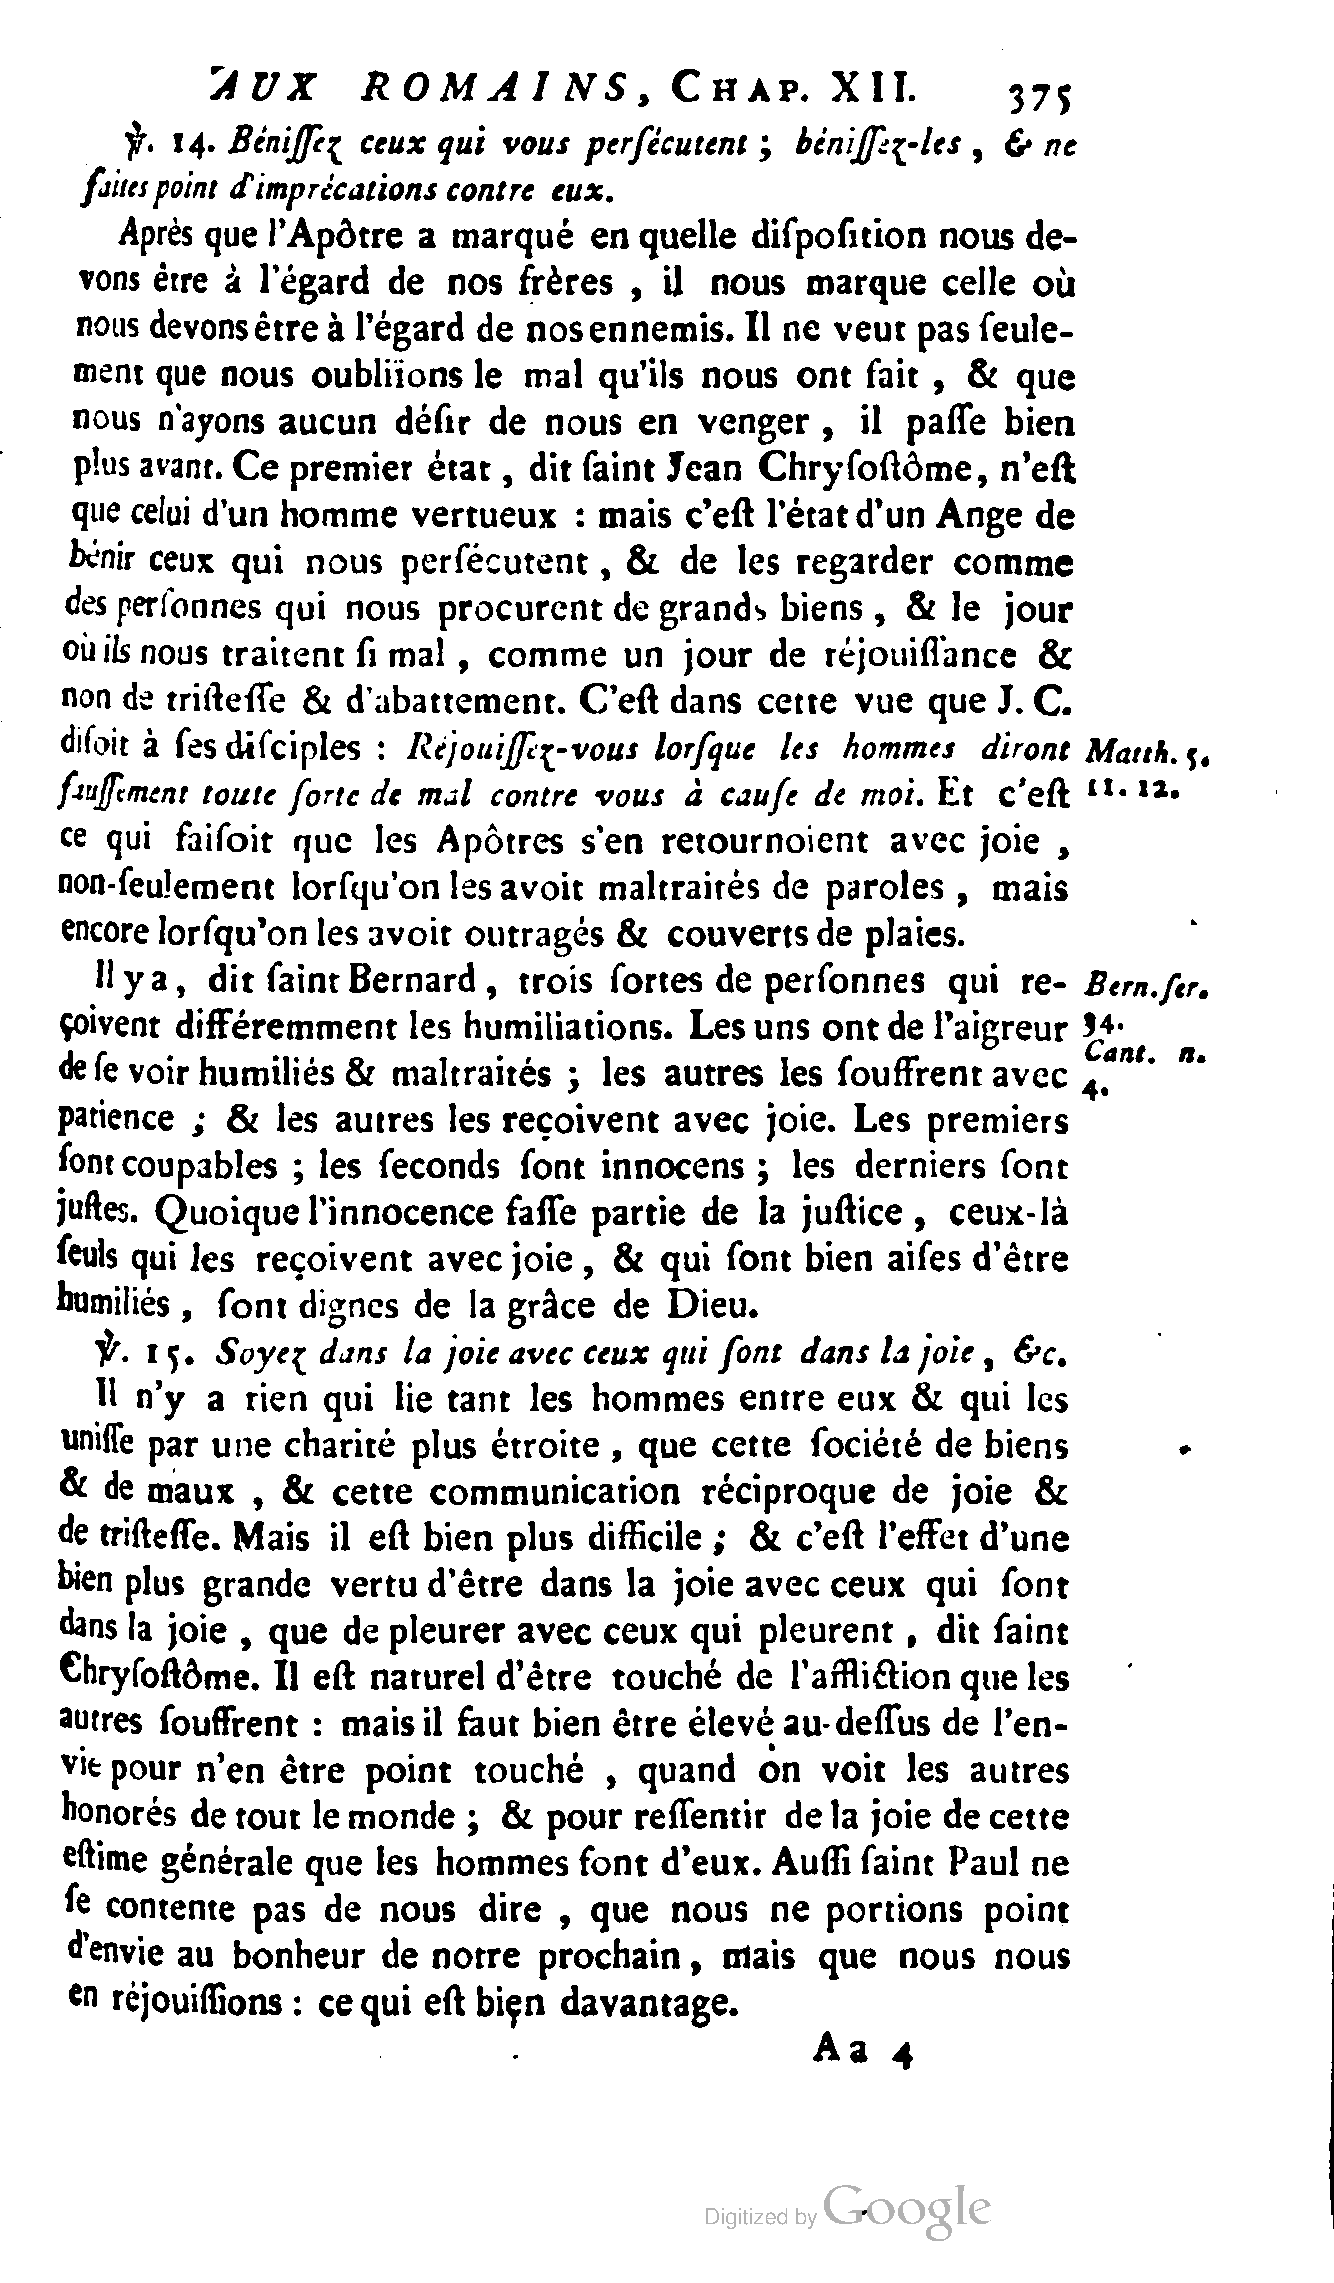 AUX ROMAINS, CHAP. XII. 375
℣. 14. Béniſſez ceux qui vous perſécutent ; béniſſez-les , & ne
faites point d'imprécations contre eux.
Après que l'Apôtre a marqué en quelle diſpoſition nous de-
vons être à l'égard de nos frères , il nous marque celle où
nous devons être à l'égard de nos ennemis. Il ne veut pas ſeule-
ment que nous oubliïons le mal qu'ils nous ont fait , & que
nous n'ayons aucun déſir de nous en venger , il paſſe bien
plus avant. Ce premier état , dit ſaint Jean Chryſoſtôme, n'eſt
que celui d'un homme vertueux : mais c'eſt l'état d'un Ange de
bénir ceux qui nous perſécutent , & de les regarder comme
des perſonnes qui nous procurent de grands biens , & le jour
où ils nous traitent ſi mal , comme un jour de réjouiſſance &
non de triſteſſe & d'abattement. C'eſt dans cette vue que J. C.
diſoit à ſes diſciples : Réjouiſſez-vous lorſque les hommes diront Matth. 5.
fauſſement toute ſorte de mal contre vous à cauſe de moi. Et c'eſt 11. 12.
ce qui faiſoit que les Apôtres s'en retournoient avec joie ,
non-ſeulement lorſqu'on les avoit maltraités de paroles , mais
encore lorſqu'on les avoit outragés & couverts de plaies.
Il y a , dit ſaint Bernard , trois ſortes de perſonnes qui re- Bern. ſer.
çoivent différemment les humiliations. Les uns ont de l'aigreur 34.
Cant. n.
de ſe voir humiliés & maltraités ; les autres les ſouffrent avec 4.
patience ; & les autres les reçoivent avec joie. Les premiers
ſont coupables ; les ſeconds ſont innocens ; les derniers ſont
juſtes. Quoique l'innocence faſſe partie de la juſtice , ceux-là
ſeuls qui les reçoivent avec joie , & qui ſont bien aiſes d'être
humiliés , ſont dignes de la grâce de Dieu.
℣. 15. Soyez dans la joie avec ceux qui ſont dans la joie , &c.
Il n'y a rien qui lie tant les hommes entre eux & qui les
uniſſe par une charité plus étroite , que cette ſociété de biens
& de maux , & cette communication réciproque de joie &
de triſteſſe. Mais il eſt bien plus difficile ; & c'eſt l'effet d'une
bien plus grande vertu d'être dans la joie avec ceux qui ſont
dans la joie , que de pleurer avec ceux qui pleurent , dit ſaint
Chryſoſtôme. Il eſt naturel d'être touché de l'affliction que les
autres ſouffrent : mais il faut bien être élevé au-deſſus de l'en-
vie pour n'en être point touché , quand on voit les autres
honorés de tout le monde ; & pour reſſentir de la joie de cette
eſtime générale que les hommes font d'eux. Auſſi ſaint Paul ne
ſe contente pas de nous dire , que nous ne portions point
d'envie au bonheur de notre prochain , mais que nous nous
en réjouiſſions : ce qui eſt bien davantage.
Aa 4
Digitized by Google